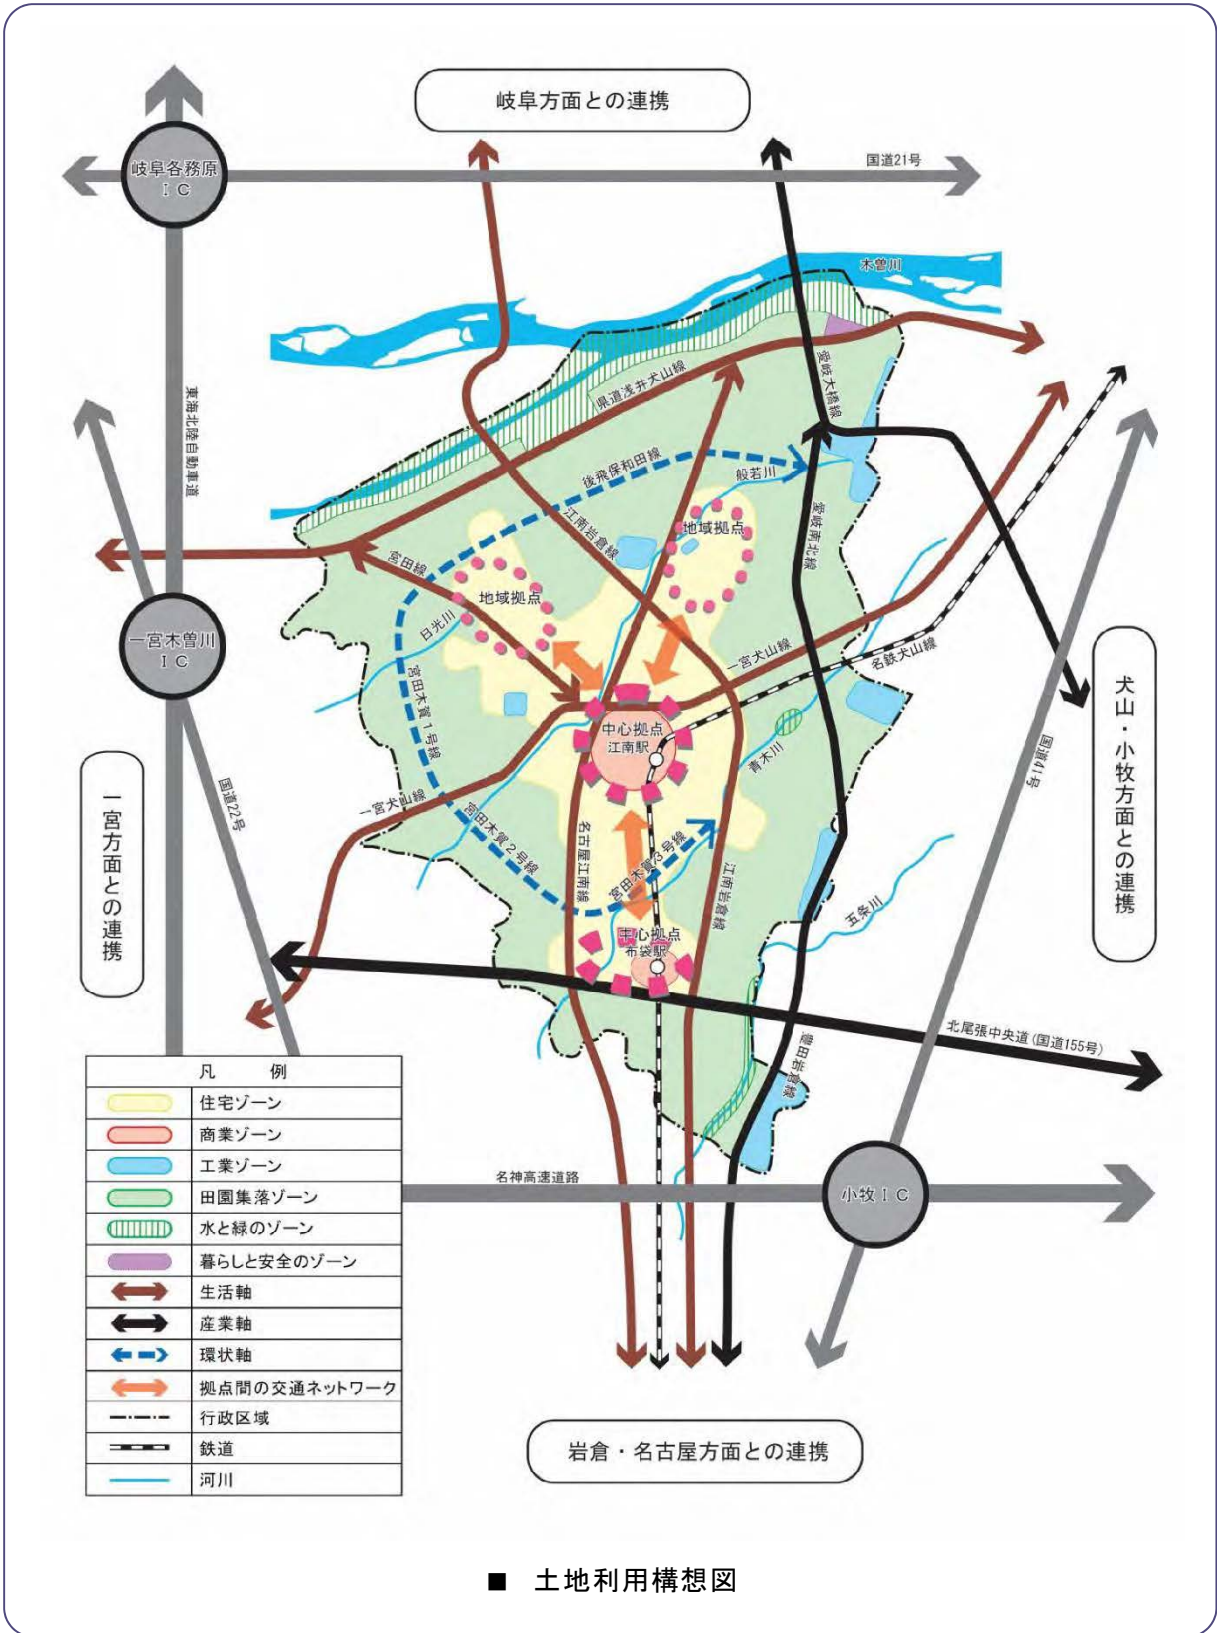 岐阜方面との連携
国道21号
岐阜各務原
IC
木曽川
愛岐大橋線
県道浅井犬山線
東海北陸自動車道
後飛保和田線
般若川
江南岩倉線
地域拠点
愛岐南北線
宮田線
地域拠点
日光川
一宮木曽川
IC
一宮犬山線
名鉄犬山線
犬山・小牧方面との連携
宮田木賀1号線
中心拠点
江南駅
青木川
国道41号
国道22号
一宮方面との連携
一宮犬山線
宮田木賀2号線
名古屋江南線
宮田木賀3号線
江南岩倉線
五条川
中心拠点
布袋駅
北尾張中央道(国道155号)
豊田岩倉線
名神高速道路
小牧IC
凡 例
住宅ゾーン
商業ゾーン
工業ゾーン
田園集落ゾーン
水と緑のゾーン
暮らしと安全のゾーン
生活軸
産業軸
環状軸
拠点間の交通ネットワーク
行政区域
鉄道
河川
岩倉・名古屋方面との連携
■ 土地利用構想図